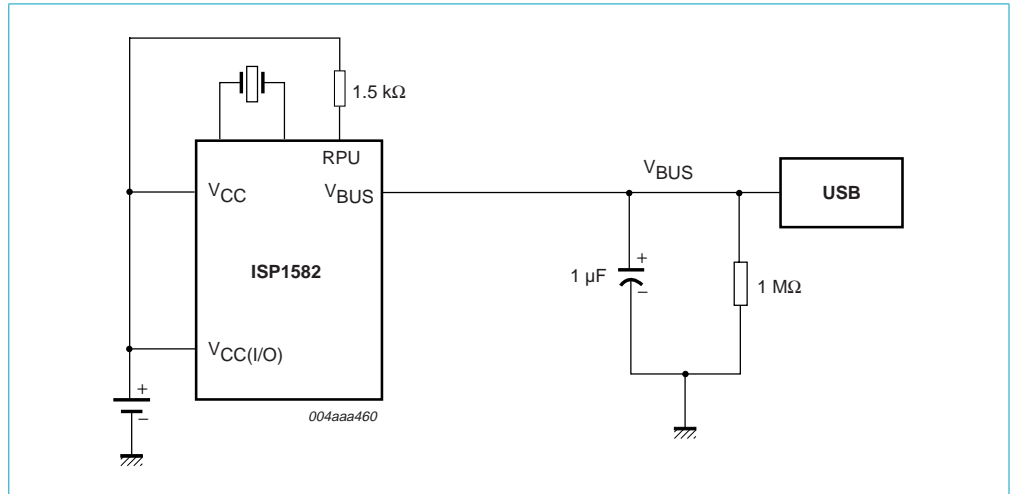 1.5 kΩ
RPU
VCC
VBUS
VBUS
USB
ISP1582
1 µF
+
−
1 MΩ
VCC(I/O)
+
−
004aaa460